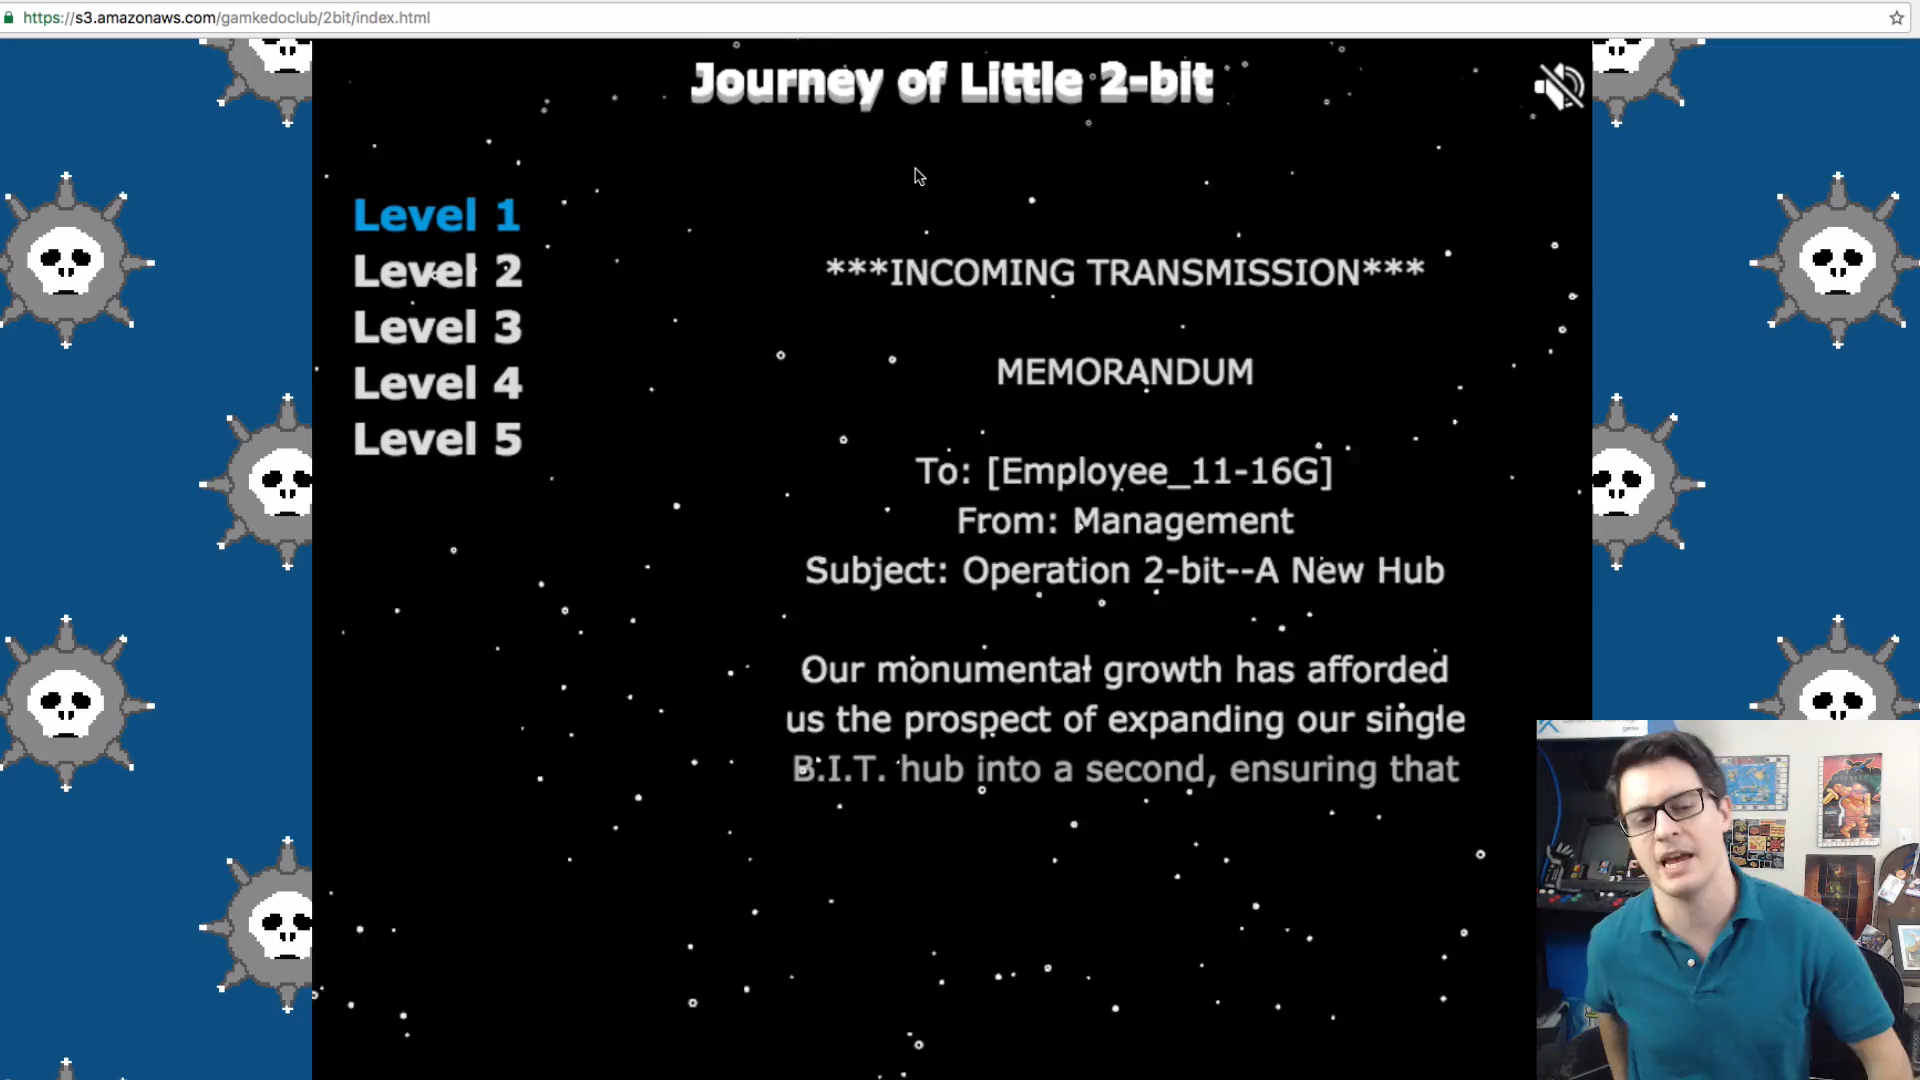 https://s3.amazonaws.com/gamkedoclub/2bit/index.html
Journey of Little 2-bit
Level 1
Level 2
Level 3
Level 4
Level 5
***INCOMING TRANSMISSION***
MEMORANDUM
To: [Employee_11-16G]
From: Management
Subject: Operation 2-bit--A New Hub
Our monumental growth has afforded
us the prospect of expanding our single
B.I.T. hub into a second, ensuring that